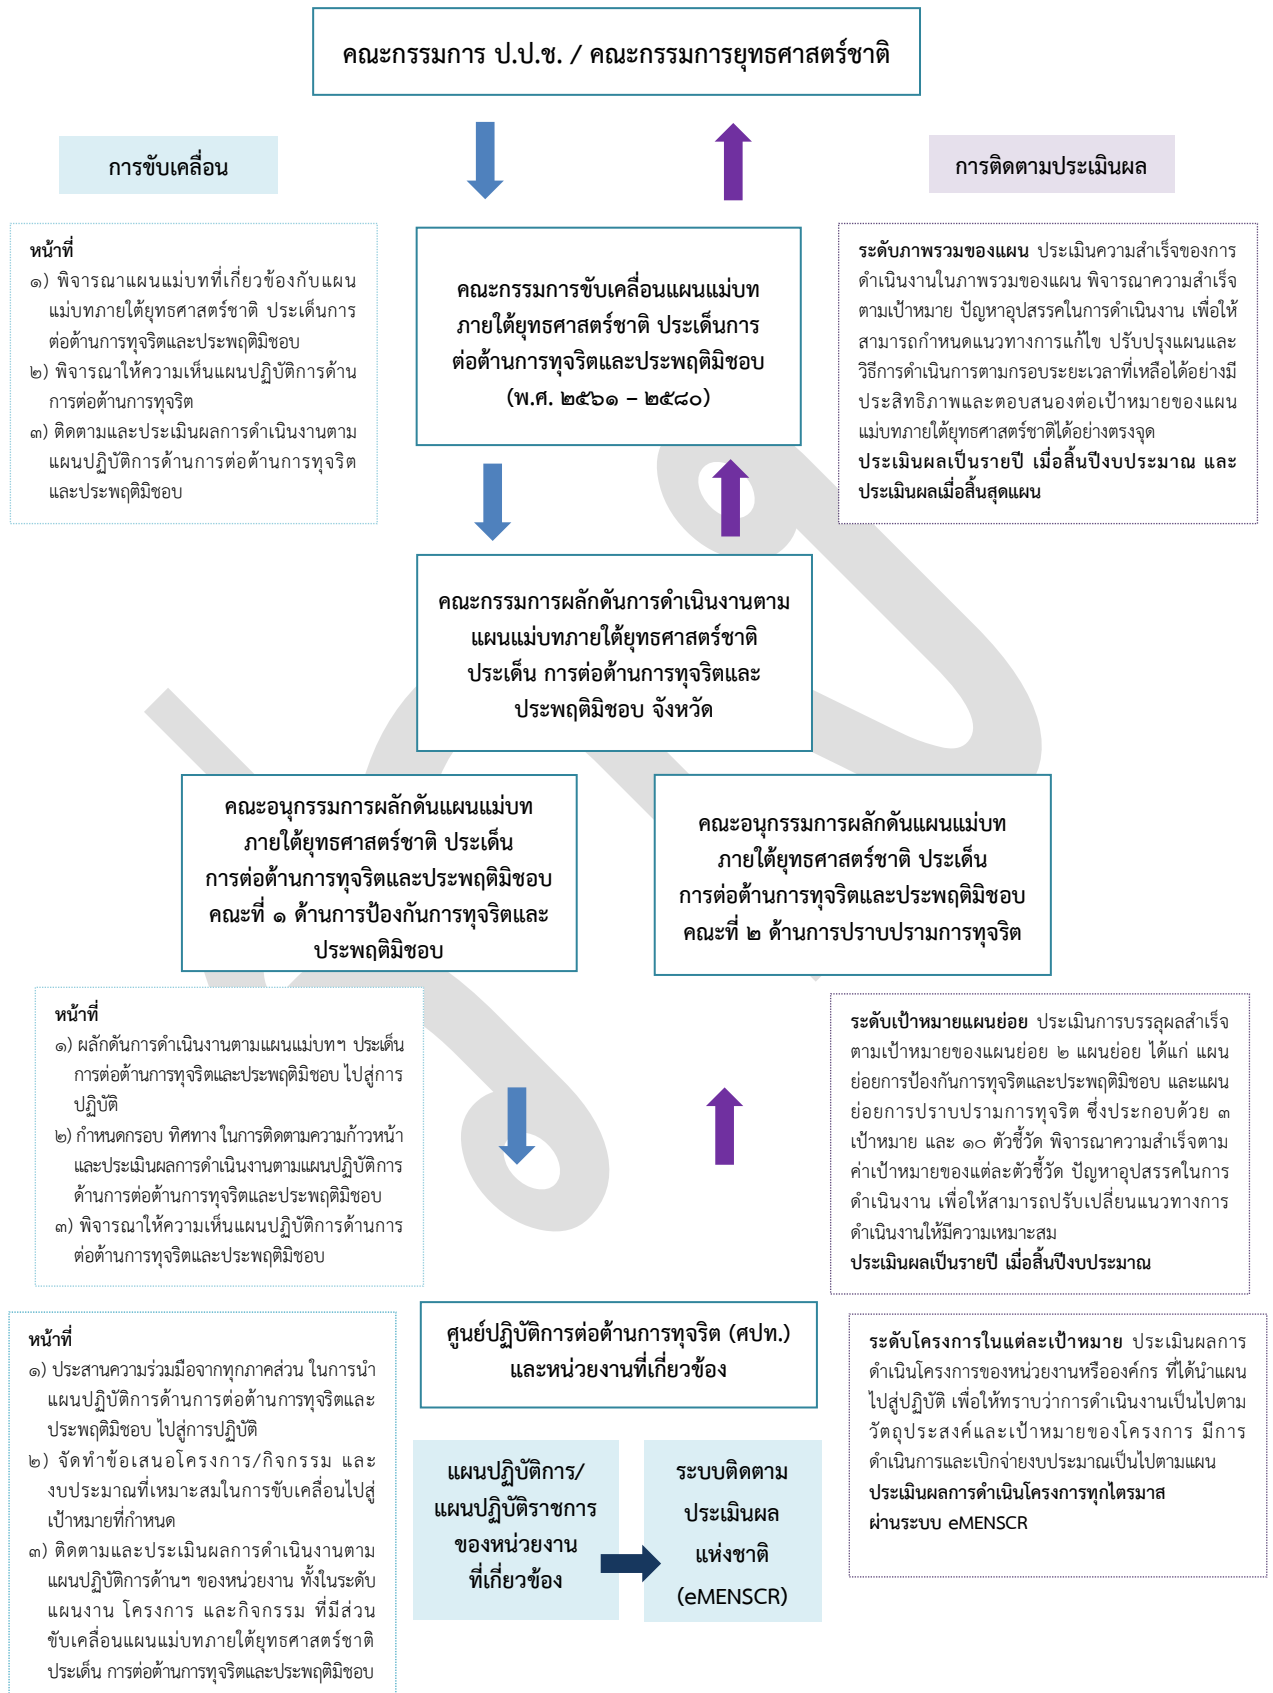 คณะกรรมการ ป.ป.ช. / คณะกรรมการยุทธศาสตร์ชาติ
การขับเคลื่อน
การติดตามประเมินผล
หน้าที่
๑) พิจารณาแผนแม่บทที่เกี่ยวข้องกับแผน
แม่บทภายใต้ยุทธศาสตร์ชาติ ประเด็นการ
ต่อต้านการทุจริตและประพฤติมิชอบ
๒) พิจารณาให้ความเห็นแผนปฏิบัติการด้าน
การต่อต้านการทุจริต
๓) ติดตามและประเมินผลการดำเนินงานตาม
แผนปฏิบัติการด้านการต่อต้านการทุจริต
และประพฤติมิชอบ
คณะกรรมการขับเคลื่อนแผนแม่บท
ภายใต้ยุทธศาสตร์ชาติ ประเด็นการ
ต่อต้านการทุจริตและประพฤติมิชอบ
(พ.ศ. ๒๕๖๑ – ๒๕๘๐)
ระดับภาพรวมของแผน ประเมินความสำเร็จของการ
ดำเนินงานในภาพรวมของแผน พิจารณาความสำเร็จ
ตามเป้าหมาย ปัญหาอุปสรรคในการดำเนินงาน เพื่อให้
สามารถกำหนดแนวทางการแก้ไข ปรับปรุงแผนและ
วิธีการดำเนินการตามกรอบระยะเวลาที่เหลือได้อย่างมี
ประสิทธิภาพและตอบสนองต่อเป้าหมายของแผน
แม่บทภายใต้ยุทธศาสตร์ชาติได้อย่างตรงจุด
ประเมินผลเป็นรายปี เมื่อสิ้นปีงบประมาณ และ
ประเมินผลเมื่อสิ้นสุดแผน
คณะกรรมการผลักดันการดำเนินงานตาม
แผนแม่บทภายใต้ยุทธศาสตร์ชาติ
ประเด็น การต่อต้านการทุจริตและ
ประพฤติมิชอบ จังหวัด
คณะอนุกรรมการผลักดันแผนแม่บท
ภายใต้ยุทธศาสตร์ชาติ ประเด็น
การต่อต้านการทุจริตและประพฤติมิชอบ
คณะที่ ๑ ด้านการป้องกันการทุจริตและ
ประพฤติมิชอบ
คณะอนุกรรมการผลักดันแผนแม่บท
ภายใต้ยุทธศาสตร์ชาติ ประเด็น
การต่อต้านการทุจริตและประพฤติมิชอบ
คณะที่ ๒ ด้านการปราบปรามการทุจริต
หน้าที่
๑) ผลักดันการดำเนินงานตามแผนแม่บทฯ ประเด็น
การต่อต้านการทุจริตและประพฤติมิชอบ ไปสู่การ
ปฏิบัติ
๒) กำหนดกรอบ ทิศทาง ในการติดตามความก้าวหน้า
และประเมินผลการดำเนินงานตามแผนปฏิบัติการ
ด้านการต่อต้านการทุจริตและประพฤติมิชอบ
๓) พิจารณาให้ความเห็นแผนปฏิบัติการด้านการ
ต่อต้านการทุจริตและประพฤติมิชอบ
ระดับเป้าหมายแผนย่อย ประเมินการบรรลุผลสำเร็จ
ตามเป้าหมายของแผนย่อย ๒ แผนย่อย ได้แก่ แผน
ย่อยการป้องกันการทุจริตและประพฤติมิชอบ และแผน
ย่อยการปราบปรามการทุจริต ซึ่งประกอบด้วย ๓
เป้าหมาย และ ๑๐ ตัวชี้วัด พิจารณาความสำเร็จตาม
ค่าเป้าหมายของแต่ละตัวชี้วัด ปัญหาอุปสรรคในการ
ดำเนินงาน เพื่อให้สามารถปรับเปลี่ยนแนวทางการ
ดำเนินงานให้มีความเหมาะสม
ประเมินผลเป็นรายปี เมื่อสิ้นปีงบประมาณ
หน้าที่
๑) ประสานความร่วมมือจากทุกภาคส่วน ในการนำ
แผนปฏิบัติการด้านการต่อต้านการทุจริตและ
ประพฤติมิชอบ ไปสู่การปฏิบัติ
๒) จัดทำข้อเสนอโครงการ/กิจกรรม และ
งบประมาณที่เหมาะสมในการขับเคลื่อนไปสู่
เป้าหมายที่กำหนด
๓) ติดตามและประเมินผลการดำเนินงานตาม
แผนปฏิบัติการด้านฯ ของหน่วยงาน ทั้งในระดับ
แผนงาน โครงการ และกิจกรรม ที่มีส่วน
ขับเคลื่อนแผนแม่บทภายใต้ยุทธศาสตร์ชาติ
ประเด็น การต่อต้านการทุจริตและประพฤติมิชอบ
ศูนย์ปฏิบัติการต่อต้านการทุจริต (ศปท.)
และหน่วยงานที่เกี่ยวข้อง
แผนปฏิบัติการ/
แผนปฏิบัติราชการ
ของหน่วยงาน
ที่เกี่ยวข้อง
ระบบติดตาม
ประเมินผล
แห่งชาติ
(eMENSCR)
ระดับโครงการในแต่ละเป้าหมาย ประเมินผลการ
ดำเนินโครงการของหน่วยงานหรือองค์กร ที่ได้นำแผน
ไปสู่ปฏิบัติ เพื่อให้ทราบว่าการดำเนินงานเป็นไปตาม
วัตถุประสงค์และเป้าหมายของโครงการ มีการ
ดำเนินการและเบิกจ่ายงบประมาณเป็นไปตามแผน
ประเมินผลการดำเนินโครงการทุกไตรมาส
ผ่านระบบ eMENSCR
ร่าง